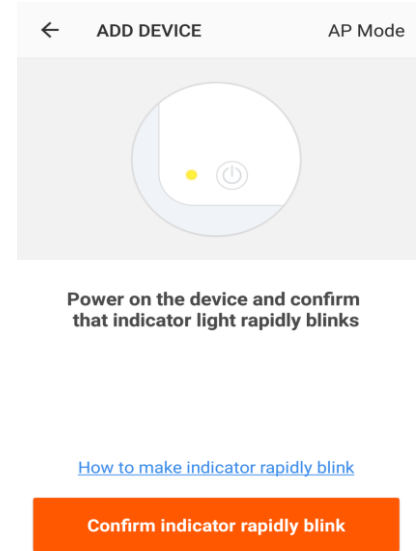 ADD DEVICE AP Mode
Power on the device and confirm
that indicator light rapidly blinks
How to make indicator rapidly blink
Confirm indicator rapidly blink